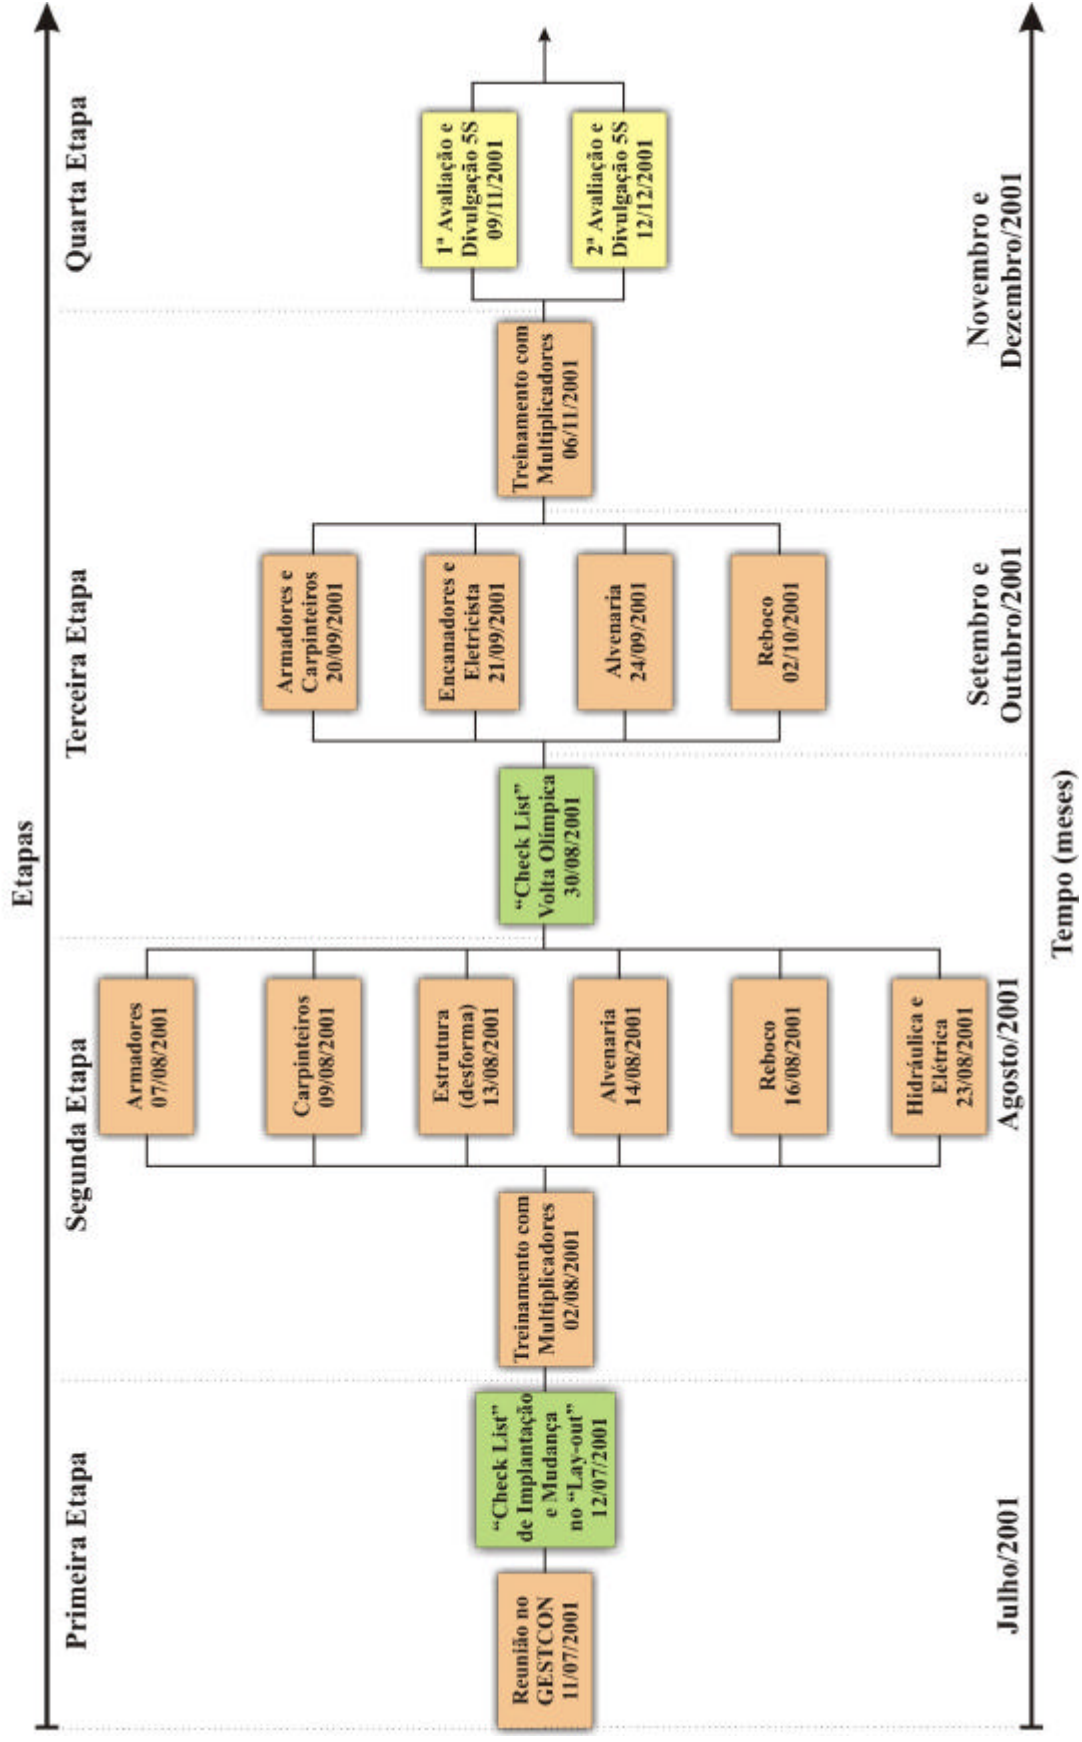 Etapas
Primeira Etapa
Segunda Etapa
Terceira Etapa
Quarta Etapa
Reunião no
GESTCON
11/07/2001
“Check List”
de Implantação
e Mudança
no “Lay-out”
12/07/2001
Treinamento com
Multiplicadores
02/08/2001
Armadores
07/08/2001
Carpinteiros
09/08/2001
Estrutura
(desforma)
13/08/2001
Alvenaria
14/08/2001
Reboco
16/08/2001
Hidráulica e
Elétrica
23/08/2001
“Check List”
Volta Olímpica
30/08/2001
Armadores e
Carpinteiros
20/09/2001
Encanadores e
Eletricista
21/09/2001
Alvenaria
24/09/2001
Reboco
02/10/2001
Treinamento com
Multiplicadores
06/11/2001
1ª Avaliação e
Divulgação 5S
09/11/2001
2ª Avaliação e
Divulgação 5S
12/12/2001
Julho/2001
Agosto/2001
Setembro e
Outubro/2001
Novembro e
Dezembro/2001
Tempo (meses)